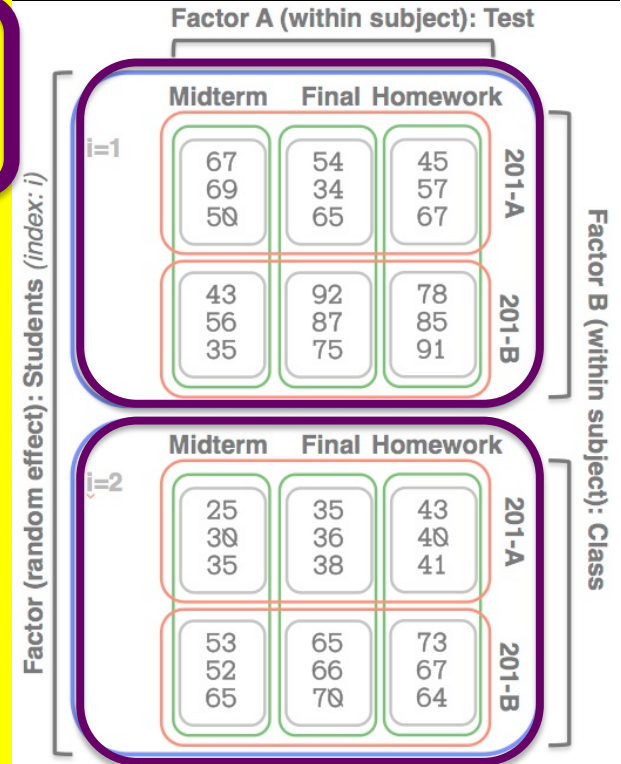 Factor A (within subject): Test
Factor (random effect): Students (index: i)
Factor B (within subject): Class
Midterm Final Homework
i=1
67 54 45
69 34 57
50 65 67
201-A
43 92 78
56 87 85
35 75 91
201-B
Midterm Final Homework
i=2
25 35 43
30 36 40
35 38 41
201-A
53 65 73
52 66 67
65 70 64
201-B